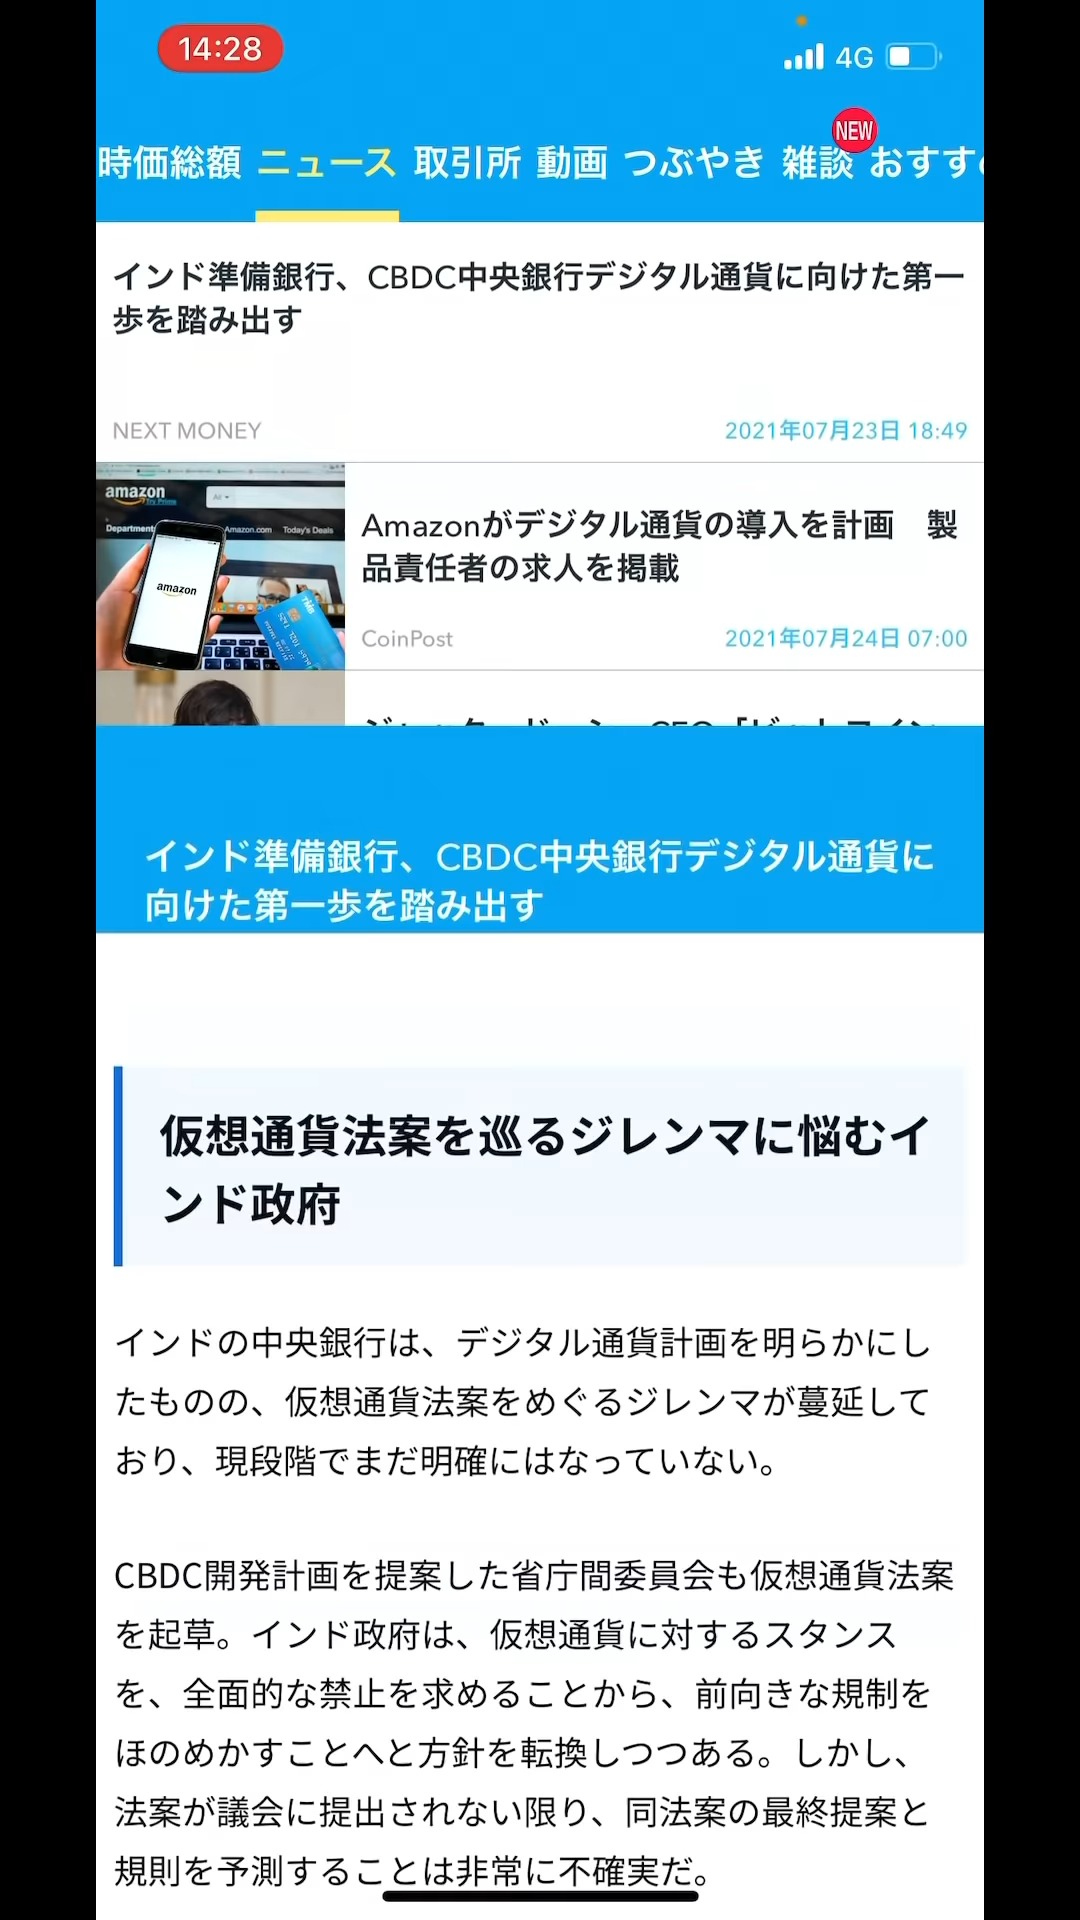 14:28
4G
NEW
時価総額 ニュース 取引所 動画 つぶやき 雑談 おすす
インド準備銀行、CBDC中央銀行デジタル通貨に向けた第一
歩を踏み出す
NEXT MONEY
2021年07月23日 18:49
amazon
Try Prime
All
Amazon.com Today's Deals
amazon
Amazonがデジタル通貨の導入を計画　製
品責任者の求人を掲載
CoinPost
2021年07月24日 07:00
インド準備銀行、CBDC中央銀行デジタル通貨に
向けた第一歩を踏み出す
仮想通貨法案を巡るジレンマに悩むイ
ンド政府
インドの中央銀行は、デジタル通貨計画を明らかにし
たものの、仮想通貨法案をめぐるジレンマが蔓延して
おり、現段階でまだ明確にはなっていない。
CBDC開発計画を提案した省庁間委員会も仮想通貨法案
を起草。インド政府は、仮想通貨に対するスタンス
を、全面的な禁止を求めることから、前向きな規制を
ほのめかすことへと方針を転換しつつある。しかし、
法案が議会に提出されない限り、同法案の最終提案と
規則を予測することは非常に不確実だ。